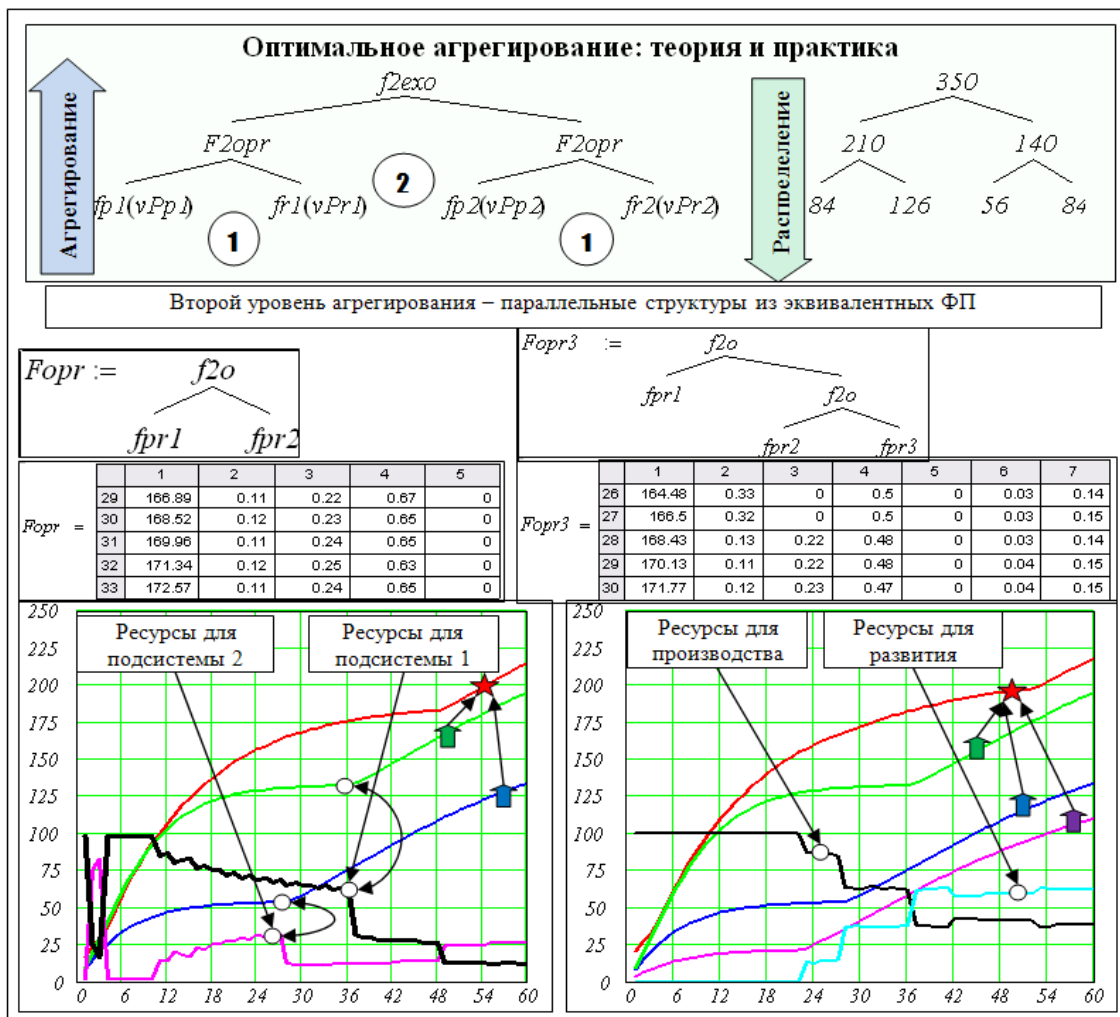 Оптимальное агрегирование: теория и практика
Агрегирование
f2exo
F2opr F2opr
2
fp1(vPp1) fr1(vPr1) fp2(vPp2) fr2(vPr2)
1 1
Распределение
350
210 140
84 126 56 84
Второй уровень агрегирования – параллельные структуры из эквивалентных ФП
Fopr := f2o
fpr1 fpr2
Fopr3 := f2o
fpr1 f2o
fpr2 fpr3
Fopr =
1 2 3 4 5
29 166.89 0.11 0.22 0.67 0
30 168.52 0.12 0.23 0.65 0
31 169.96 0.11 0.24 0.65 0
32 171.34 0.12 0.25 0.63 0
33 172.57 0.11 0.24 0.65 0
Fopr3 =
1 2 3 4 5 6 7
26 164.48 0.33 0 0.5 0 0.03 0.14
27 166.5 0.32 0 0.5 0 0.03 0.15
28 168.43 0.13 0.22 0.48 0 0.03 0.14
29 170.13 0.11 0.22 0.48 0 0.04 0.15
30 171.77 0.12 0.23 0.47 0 0.04 0.15
250
225
200
175
150
125
100
75
50
25
0
0 6 12 18 24 30 36 42 48 54 60
Ресурсы для
подсистемы 2
Ресурсы для
подсистемы 1
250
225
200
175
150
125
100
75
50
25
0
0 6 12 18 24 30 36 42 48 54 60
Ресурсы для
производства
Ресурсы для
развития